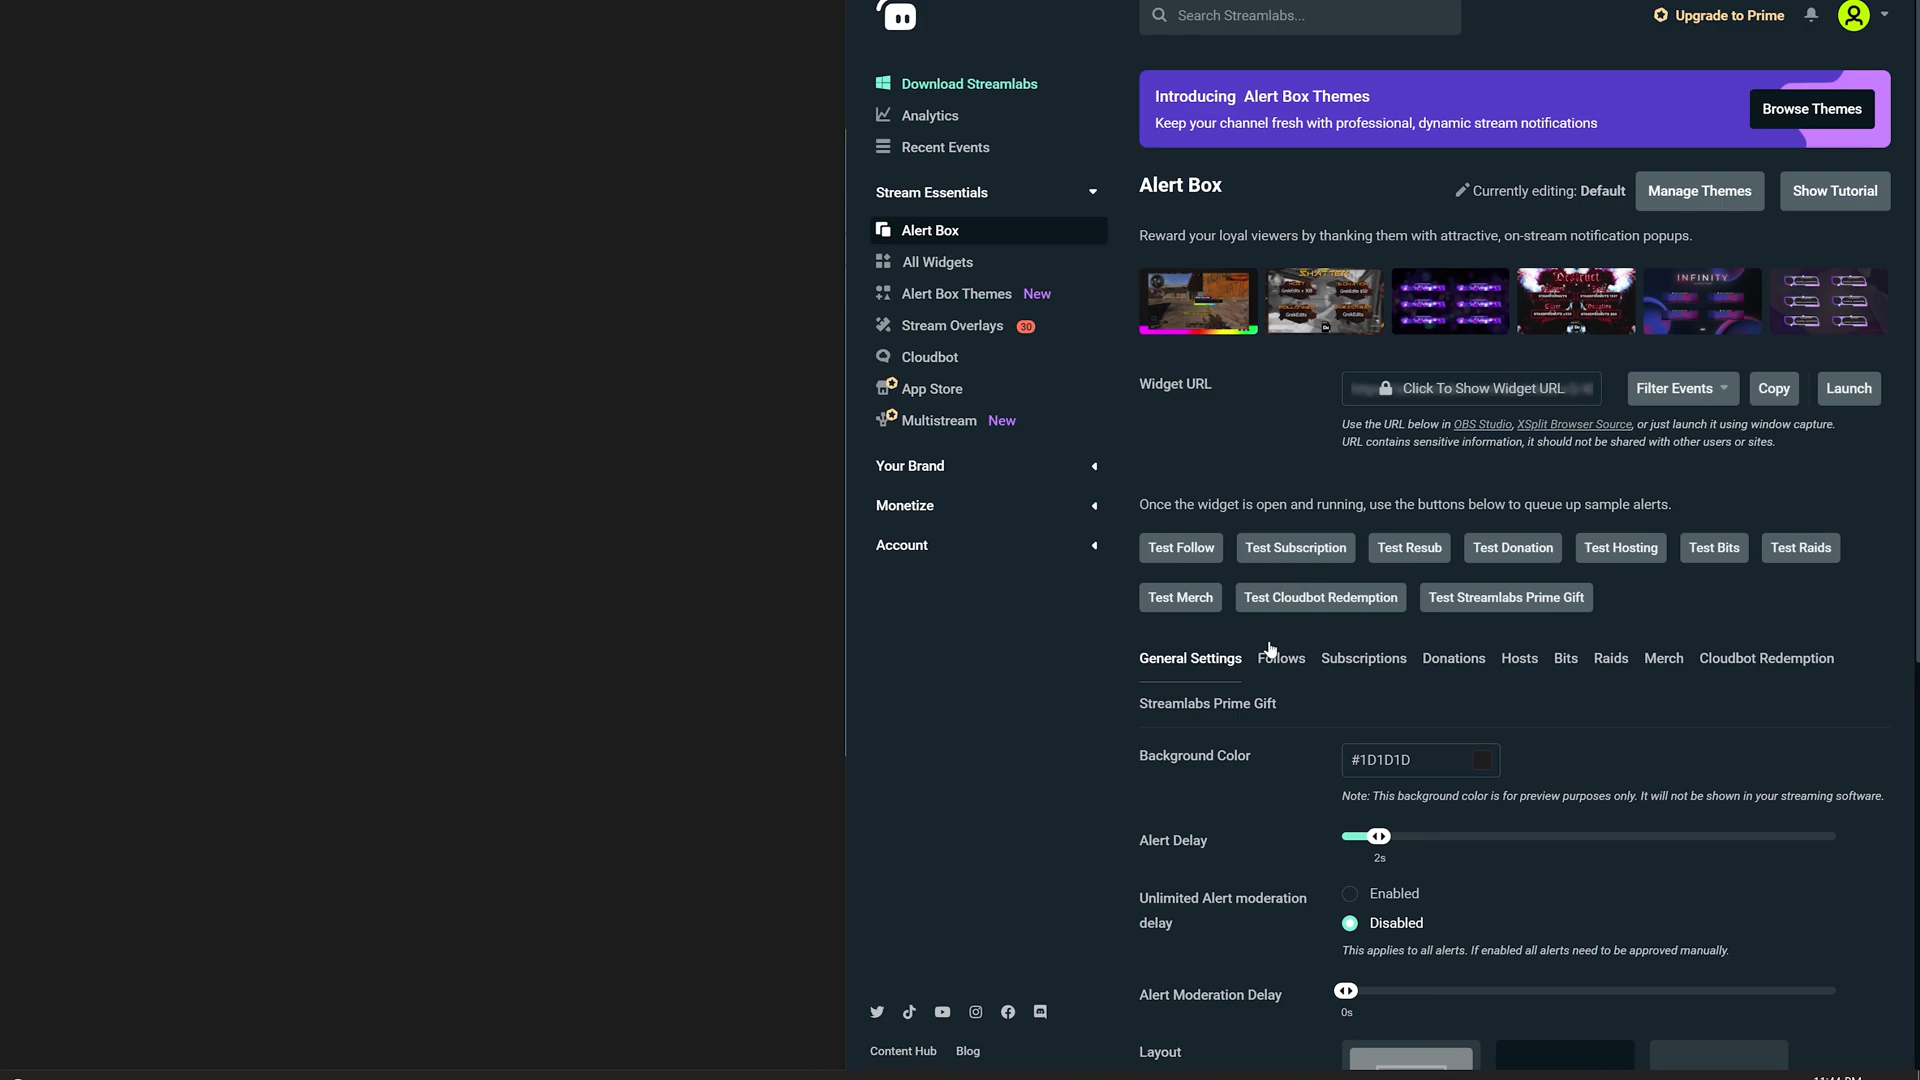 Search Streamlabs...
Upgrade to Prime
Download Streamlabs
Analytics
Recent Events
Stream Essentials
Alert Box
All Widgets
Alert Box Themes New
Stream Overlays 30
Cloudbot
App Store
Multistream New
Your Brand
Monetize
Account
Content Hub Blog
Introducing Alert Box Themes
Keep your channel fresh with professional, dynamic stream notifications
Browse Themes
Alert Box
Currently editing: Default
Manage Themes
Show Tutorial
Reward your loyal viewers by thanking them with attractive, on-stream notification popups.
INFINITY
Widget URL
Click To Show Widget URL
Filter Events
Copy
Launch
Use the URL below in OBS Studio, XSplit Browser Source, or just launch it using window capture.
URL contains sensitive information, it should not be shared with other users or sites.
Once the widget is open and running, use the buttons below to queue up sample alerts.
Test Follow Test Subscription Test Resub Test Donation Test Hosting Test Bits Test Raids
Test Merch Test Cloudbot Redemption Test Streamlabs Prime Gift
General Settings Follows Subscriptions Donations Hosts Bits Raids Merch Cloudbot Redemption
Streamlabs Prime Gift
Background Color
#1D1D1D
Note: This background color is for preview purposes only. It will not be shown in your streaming software.
Alert Delay
2s
Unlimited Alert moderation
delay
Enabled
Disabled
This applies to all alerts. If enabled all alerts need to be approved manually.
Alert Moderation Delay
0s
Layout